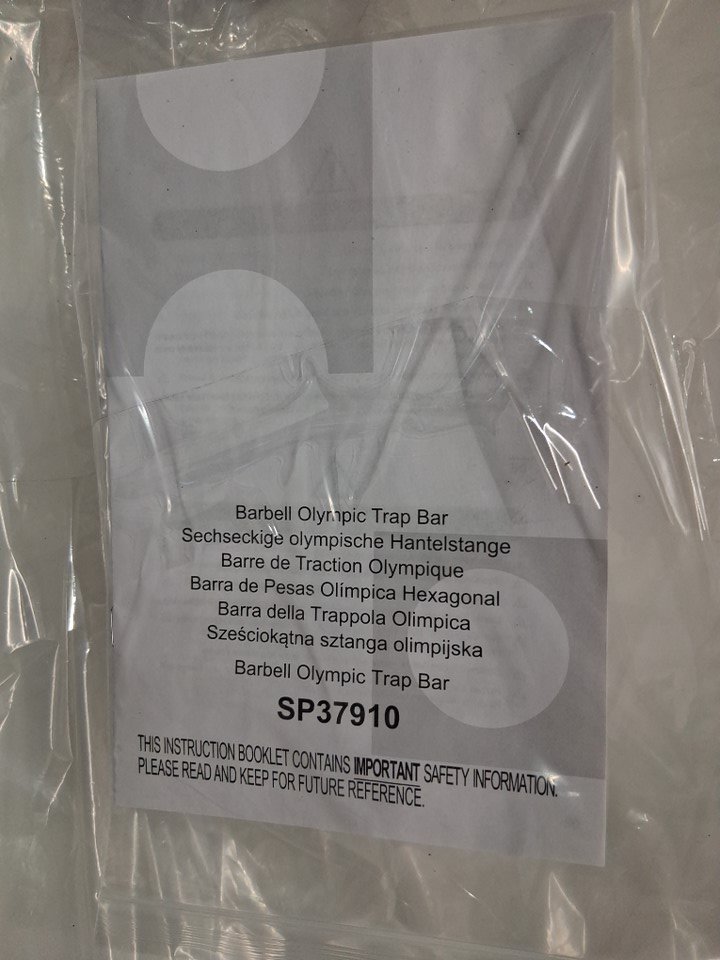 Barbell Olympic Trap Bar
Sechseckige olympische Hantelstange
Barre de Traction Olympique
Barra de Pesas Olímpica Hexagonal
Barra della Trappola Olimpica
Sześciokątna sztanga olimpijska
Barbell Olympic Trap Bar
SP37910
THIS INSTRUCTION BOOKLET CONTAINS IMPORTANT SAFETY INFORMATION.
PLEASE READ AND KEEP FOR FUTURE REFERENCE.